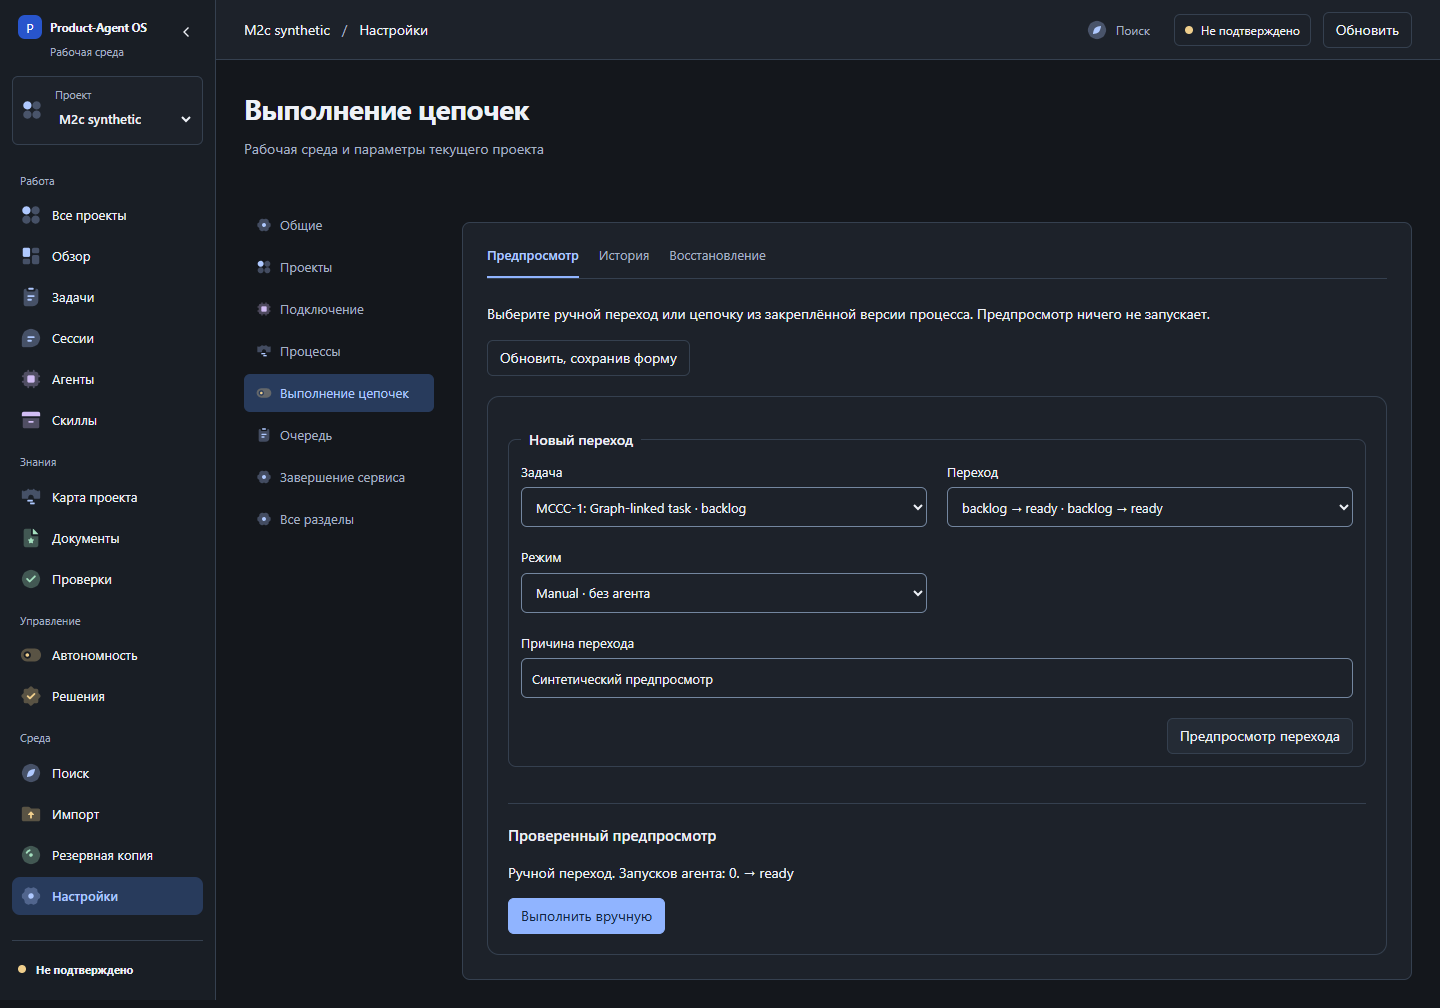 P
Product-Agent OS
Рабочая среда
Проект
M2c synthetic
Работа
Все проекты
Обзор
Задачи
Сессии
Агенты
Скиллы
Знания
Карта проекта
Документы
Проверки
Управление
Автономность
Решения
Среда
Поиск
Импорт
Резервная копия
Настройки
Не подтверждено
M2c synthetic / Настройки
Поиск
Не подтверждено
Обновить
Выполнение цепочек
Рабочая среда и параметры текущего проекта
Общие
Проекты
Подключение
Процессы
Выполнение цепочек
Очередь
Завершение сервиса
Все разделы
Предпросмотр История Восстановление
Выберите ручной переход или цепочку из закреплённой версии процесса. Предпросмотр ничего не запускает.
Обновить, сохранив форму
Новый переход
Задача
MCCC-1: Graph-linked task · backlog
Переход
backlog → ready · backlog → ready
Режим
Manual · без агента
Причина перехода
Синтетический предпросмотр
Предпросмотр перехода
Проверенный предпросмотр
Ручной переход. Запусков агента: 0. → ready
Выполнить вручную